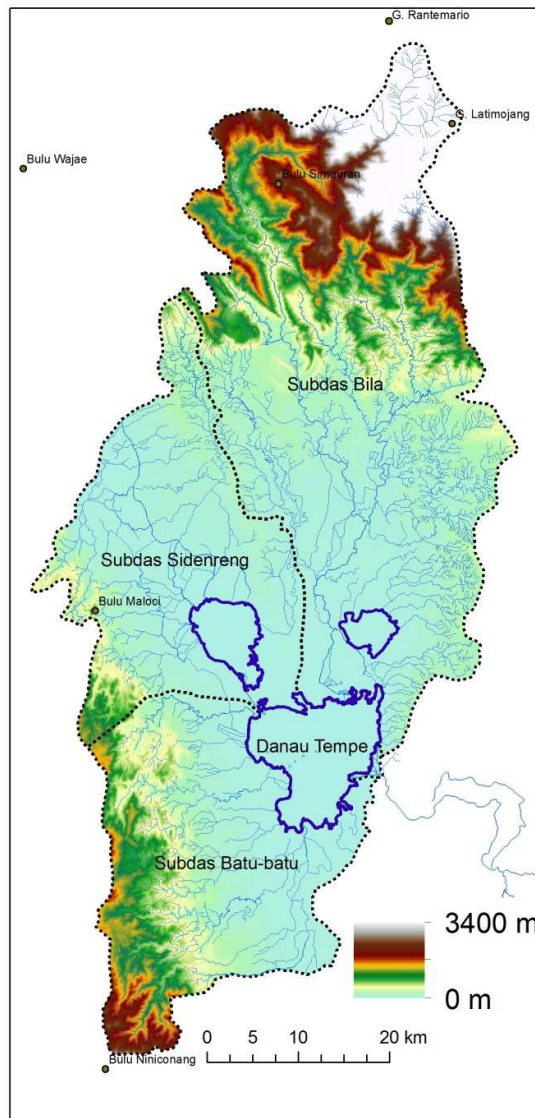 G. Rantemario
G. Latimojang
Bulu Wajae
Bulu Simauran
Subdas Bila
Subdas Sidenreng
Bulu Maloci
Danau Tempe
Subdas Batu-batu
3400 m
0 m
0 5 10 20 km
Bulu Niniconang